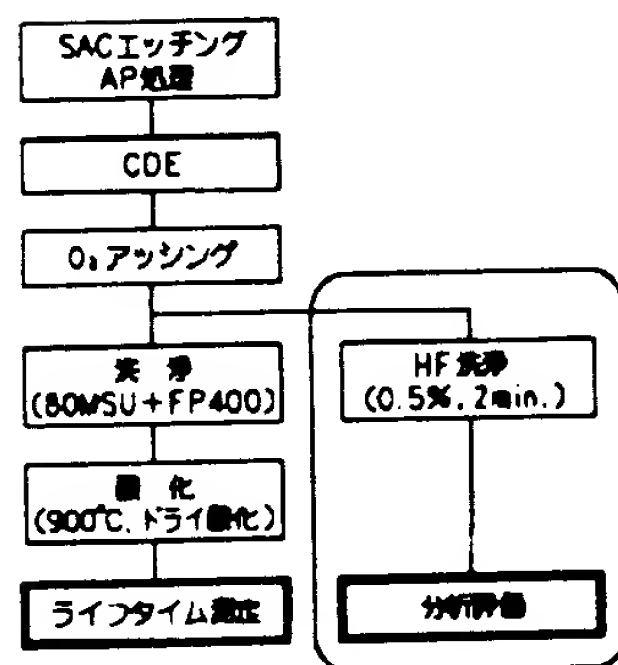 SACエッチング
AP処理
CDE
O₃アッシング
洗 浄
(80MSU+FP400)
HF洗浄
(0.5%, 2min.)
酸 化
(900℃, ドライ酸化)
ライフタイム測定
分析評価